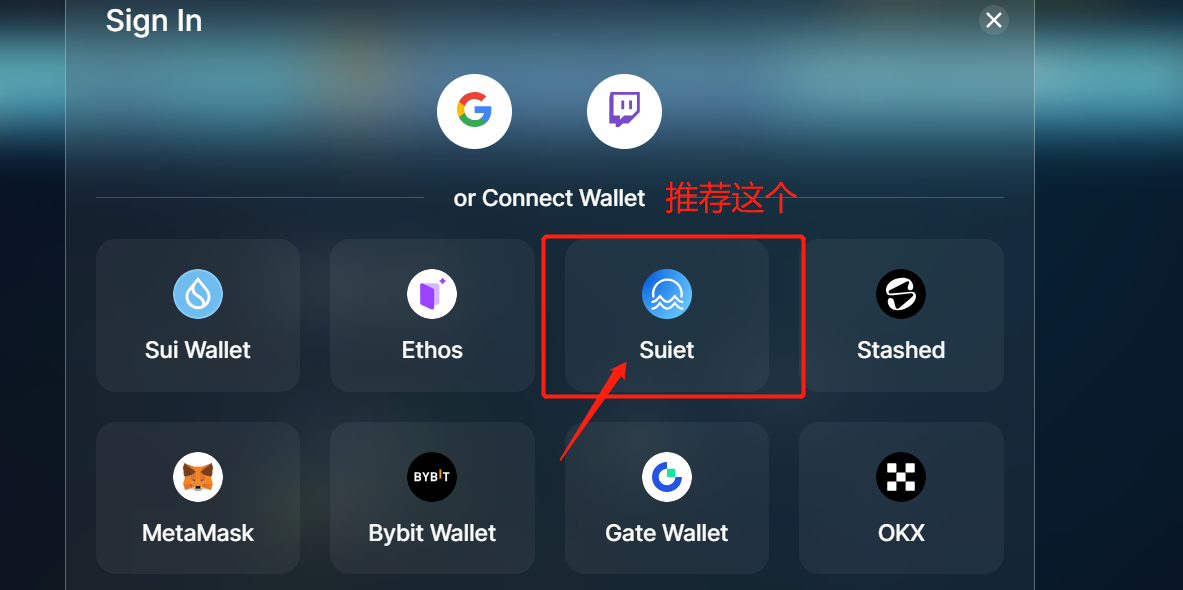 Sign In
or Connect Wallet 推荐这个
Sui Wallet
Ethos
Suiet
Stashed
BYBIT
MetaMask
Bybit Wallet
Gate Wallet
OKX